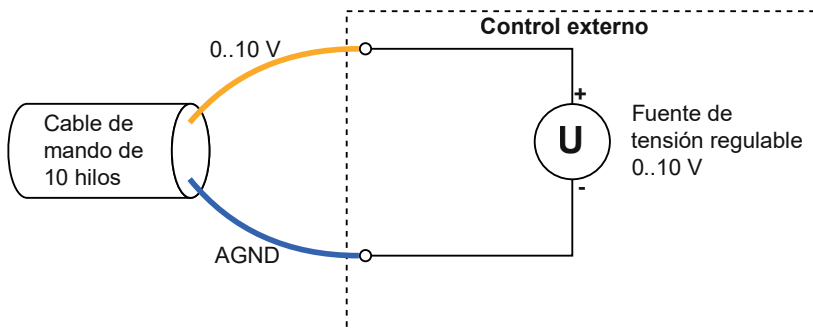 Control externo
0..10 V
Cable de
mando de
10 hilos
+
U
-
Fuente de
tensión regulable
0..10 V
AGND